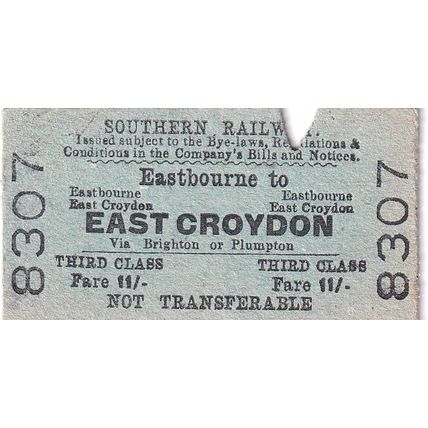 SOUTHERN RAILWAY.
Issued subject to the Bye-laws, Regulations &
Conditions in the Company's Bills and Notices.
Eastbourne to
Eastbourne Eastbourne
East Croydon East Croydon
EAST CROYDON
Via Brighton or Plumpton
THIRD CLASS THIRD CLASS
Fare 11/- Fare 11/-
NOT TRANSFERABLE
8307
8307